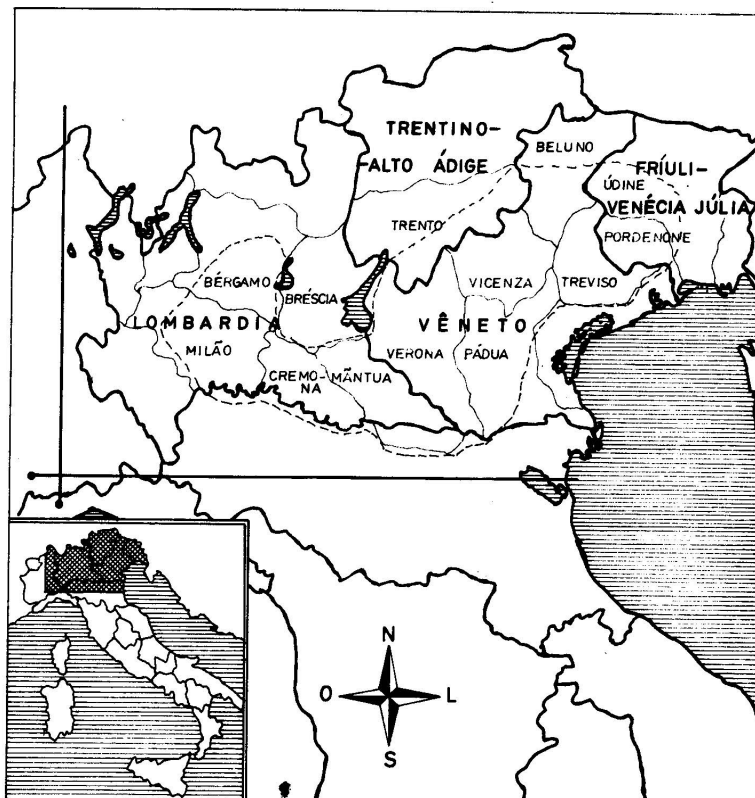 TRENTINO-
-ALTO ÁDIGE
BELUNO
FRÍULI-
ÚDINE
VENÉCIA JÚLIA
TRENTO
PORDENONE
BÉRGAMO
BRÉSCIA
VICENZA
TREVISO
LOMBARDIA
VÊNETO
MILÃO
VERONA
PÁDUA
CREMO-
NA
MÃNTUA
N
O
L
S